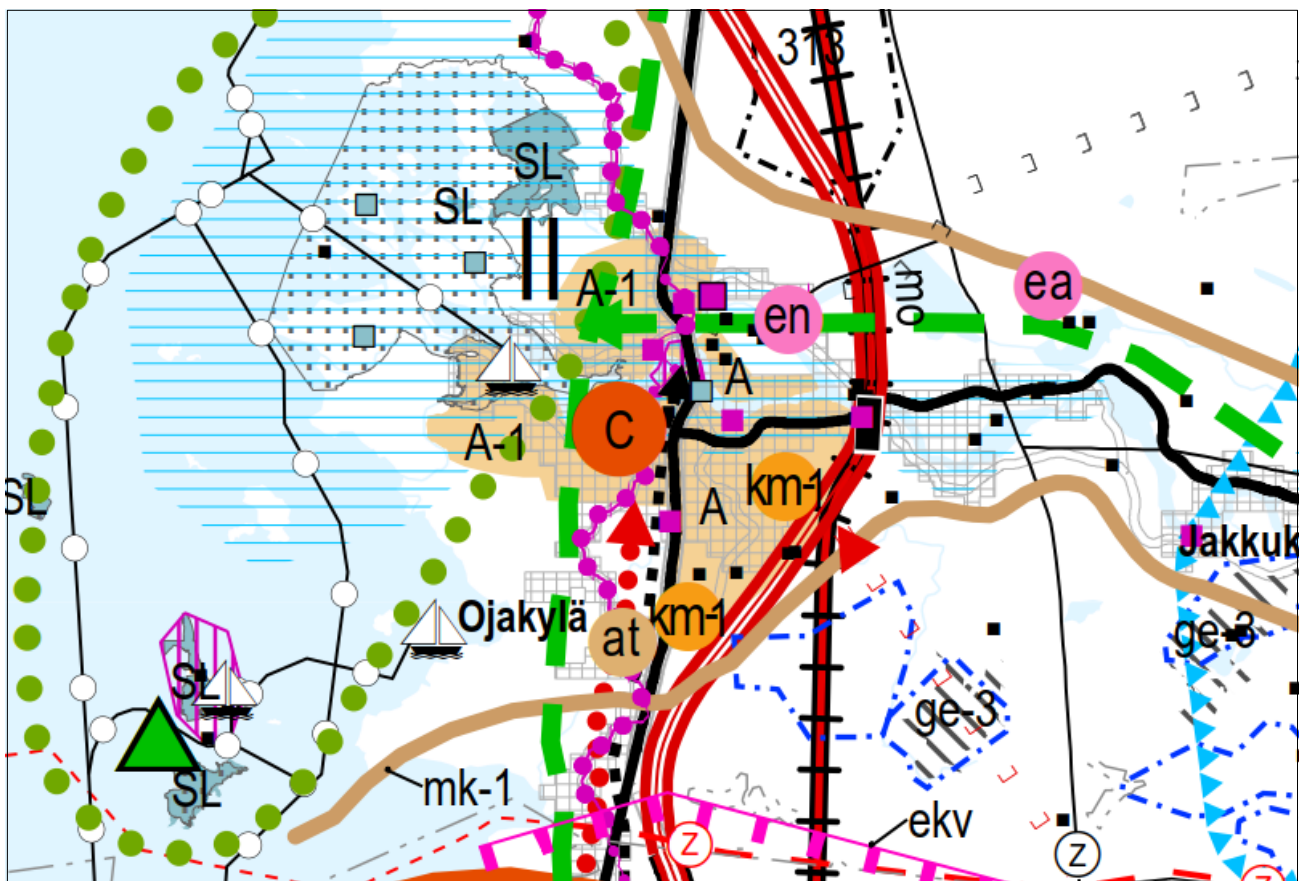 313
SL
SL
A-1
en
mo
ea
A
C
A-1
km-1
SL
A
Jakkuk
Ojakylä
at
km-1
ge-3
SL
ge-3
mk-1
SL
ekv
Z
Z
Z